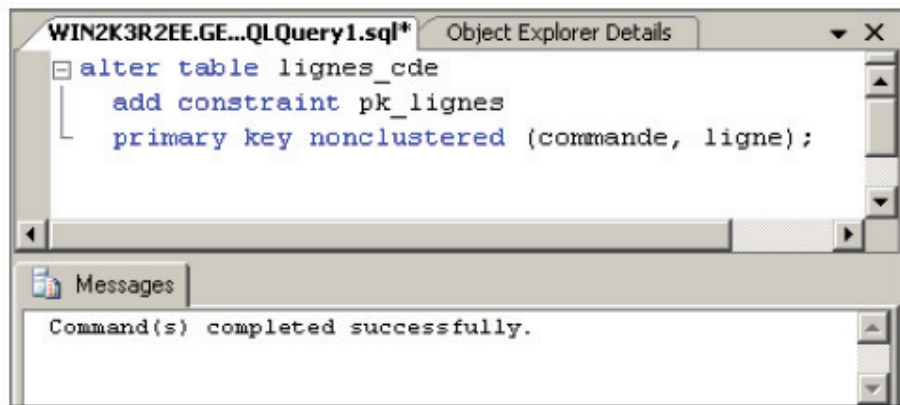 WIN2K3R2EE.GE...QLQuery1.sql* Object Explorer Details
alter table lignes_cde
add constraint pk_lignes
primary key nonclustered (commande, ligne);
Messages
Command(s) completed successfully.